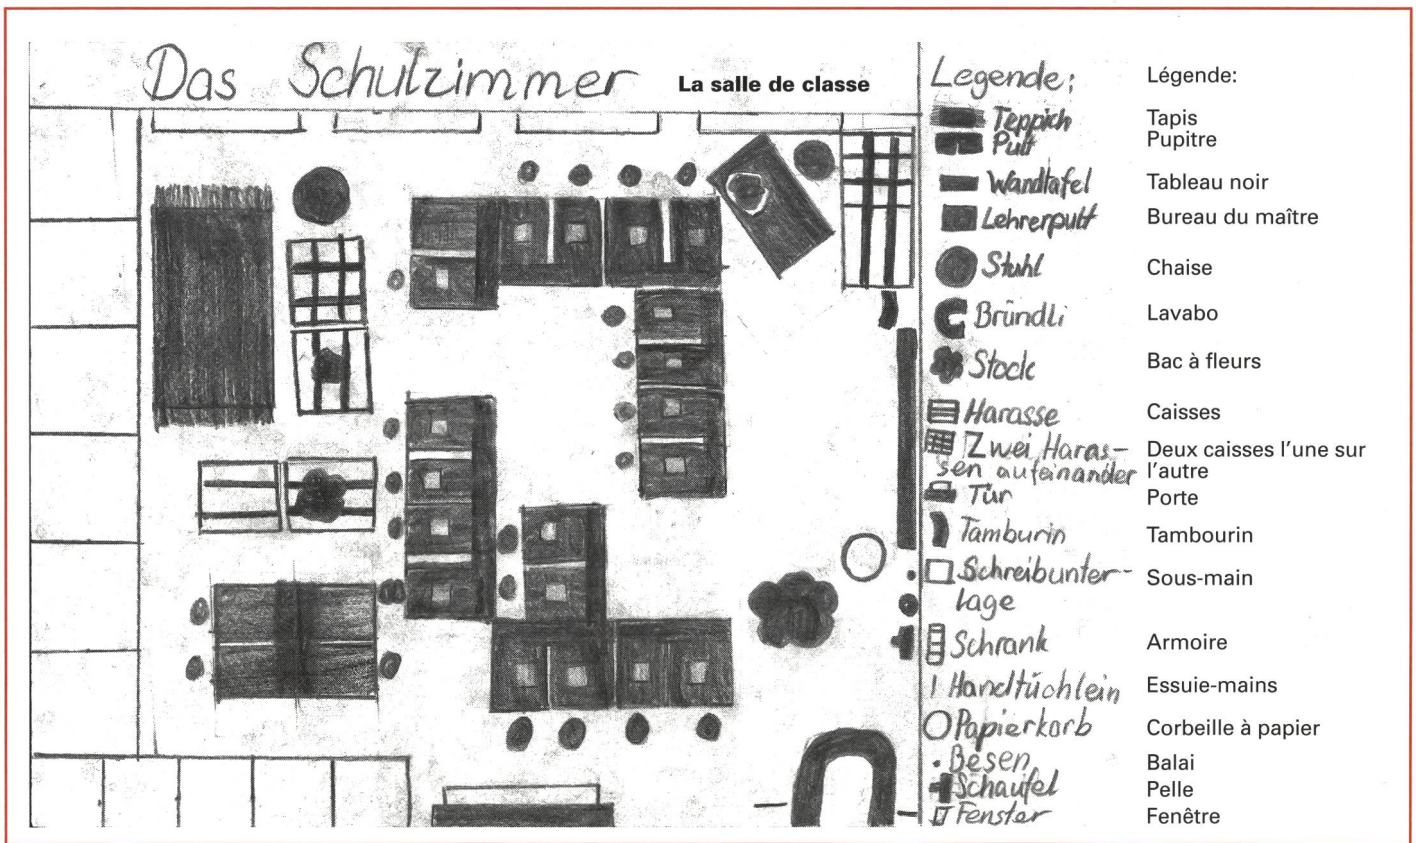 Das Schulzimmer
La salle de classe
Legende:
Légende:
Teppich
Tapis
Pult
Pupitre
Wandtafel
Tableau noir
Lehrerpult
Bureau du maître
Stuhl
Chaise
Bründli
Lavabo
Stock
Bac à fleurs
Harasse
Caisses
Zwei Haras-
sen aufeinander
Deux caisses l’une sur
l’autre
Tür
Porte
Tamburin
Tambourin
Schreibunter-
lage
Sous-main
Schrank
Armoire
Handtüchlein
Essuie-mains
Papierkorb
Corbeille à papier
Besen
Balai
Schaufel
Pelle
Fenster
Fenêtre